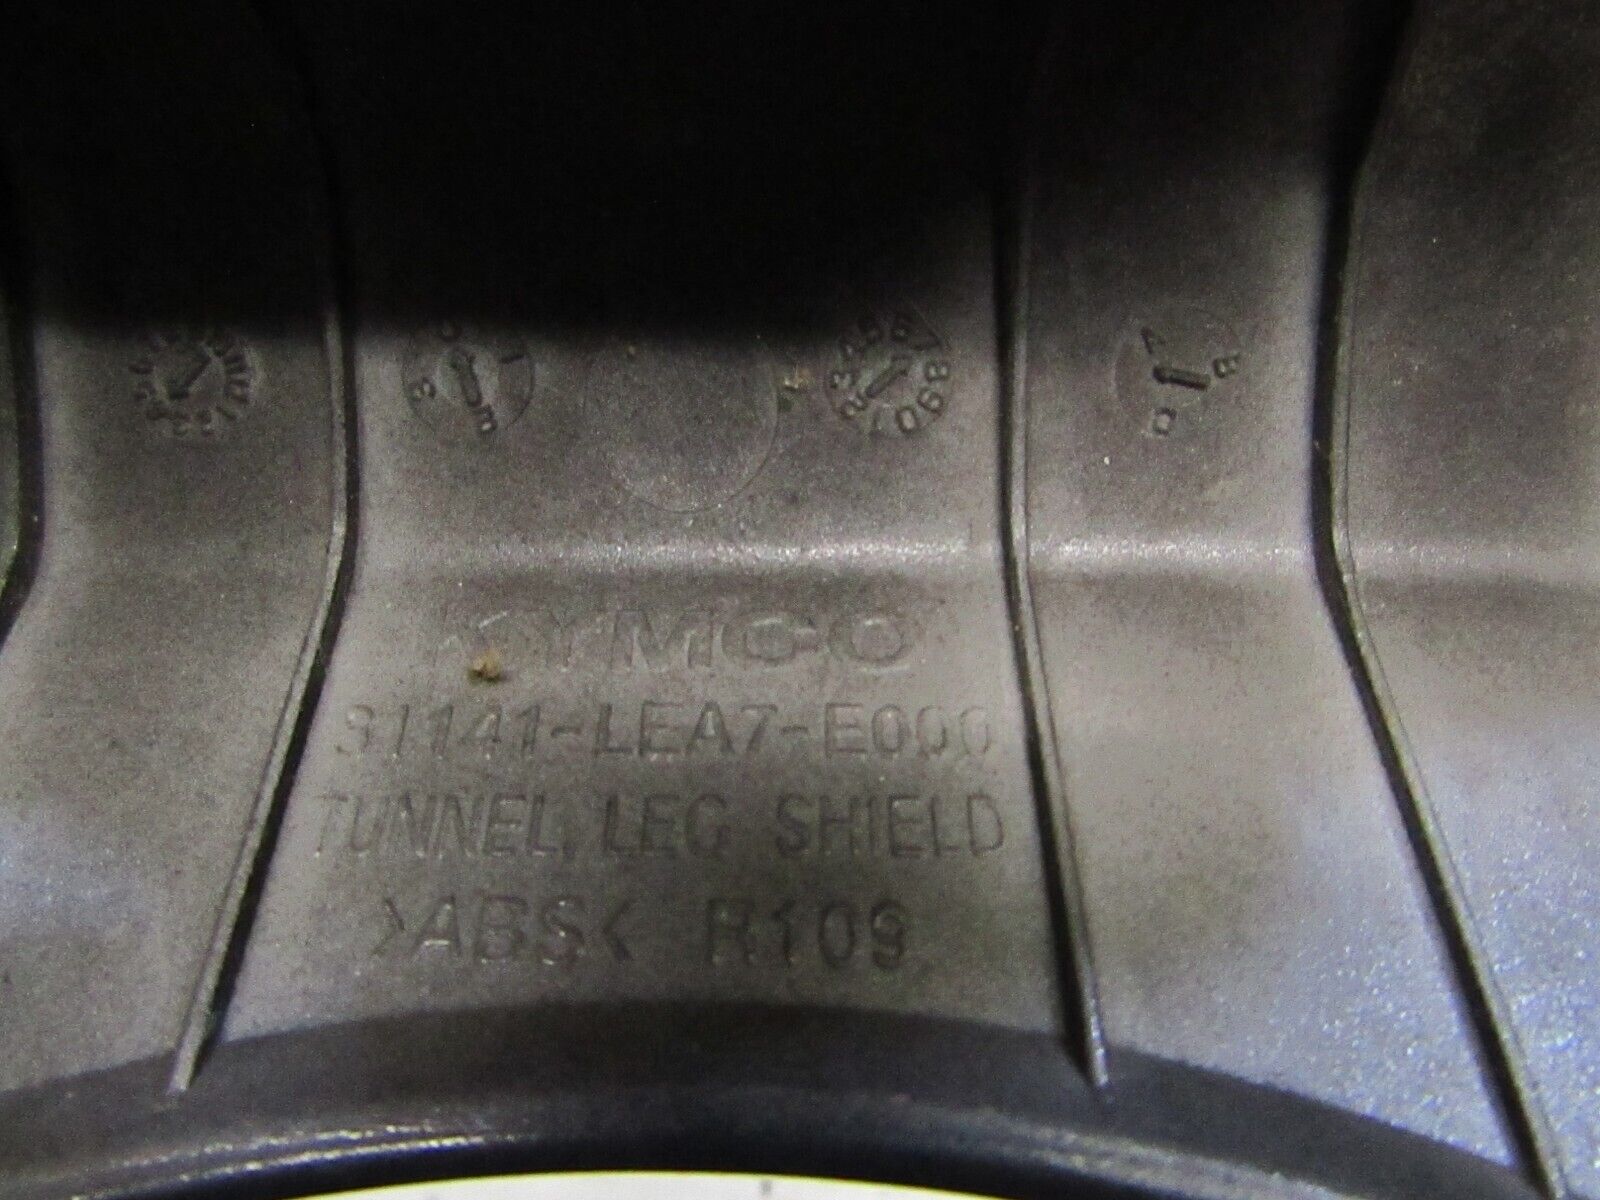 KYMCO
81141-LEA7-E000
TUNNEL, LEG SHIELD
>ABS< R109